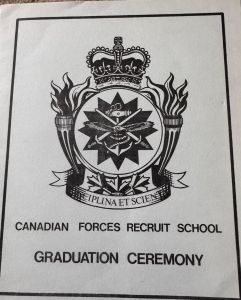 IPLINA ET SCIEN
CANADIAN FORCES RECRUIT SCHOOL
GRADUATION CEREMONY